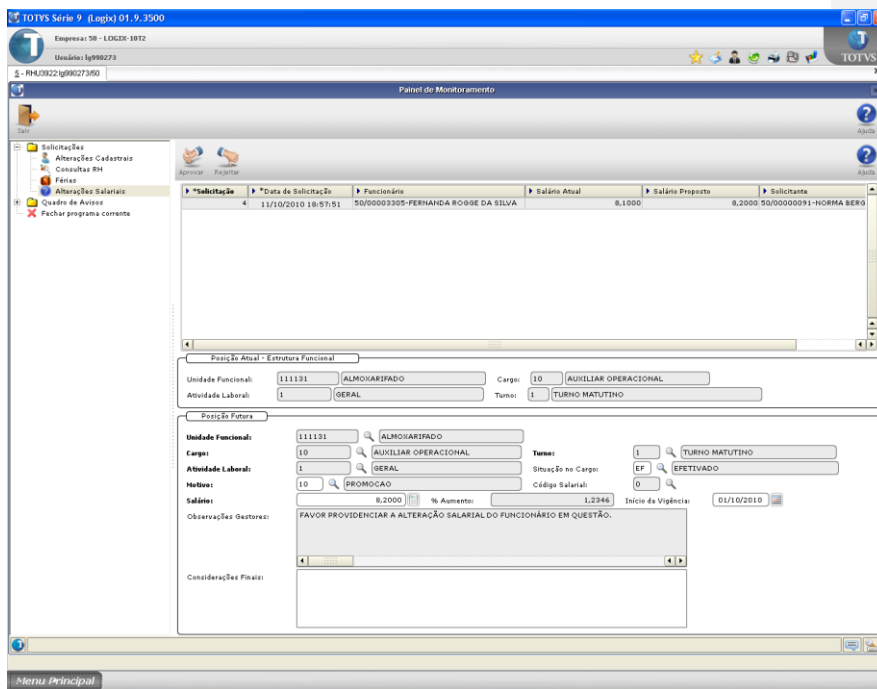 TOTVS Série 9 (Logix) 01.9.3500
Empresa: 50 - LOGIX-10T2
Usuário: lg990273
TOTVS
5 - RHU3922:lg990273/50
Painel de Monitoramento
Sair
Ajuda
Solicitações
Alterações Cadastrais
Consultas RH
Férias
Alterações Salariais
Quadro de Avisos
Fechar programa corrente
Aprovar Rejeitar
Ajuda
*Solicitação *Data de Solicitação Funcionário Salário Atual Salário Proposto Solicitante
4 11/10/2010 18:57:51 50/00003305-FERNANDA ROGGE DA SILVA 8,1000 8,2000 50/00000091-NORMA BERG
Posição Atual - Estrutura Funcional
Unidade Funcional: 111131 ALMOXARIFADO Cargo: 10 AUXILIAR OPERACIONAL
Atividade Laboral: 1 GERAL Turno: 1 TURNO MATUTINO
Posição Futura
Unidade Funcional: 111131 ALMOXARIFADO
Cargo: 10 AUXILIAR OPERACIONAL Turno: 1 TURNO MATUTINO
Atividade Laboral: 1 GERAL Situação no Cargo: EF EFETIVADO
Motivo: 10 PROMOCAO Código Salarial: 0
Salário: 8,2000 % Aumento: 1,2346 Início da Vigência: 01/10/2010
Observações Gestores: FAVOR PROVIDENCIAR A ALTERAÇÃO SALARIAL DO FUNCIONÁRIO EM QUESTÃO.
Considerações Finais:
Menu Principal